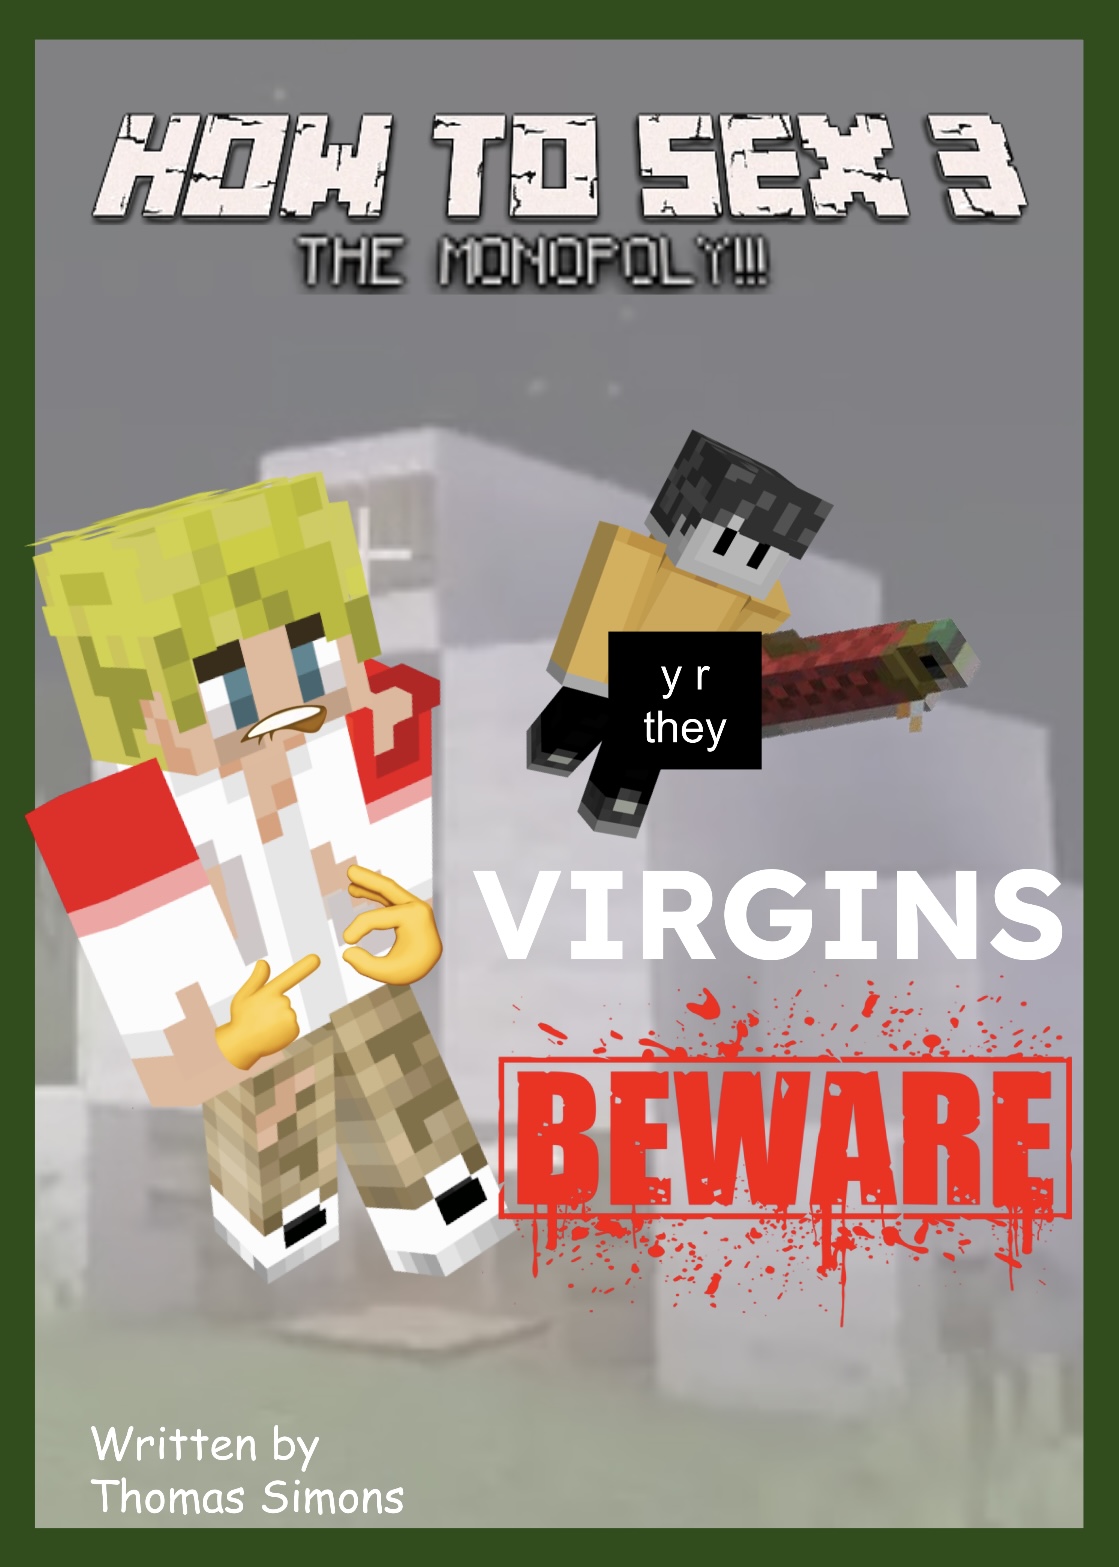 HOW TO SEX 3
THE MONOPOLY!!!
y r
they
VIRGINS
BEWARE
Written by
Thomas Simons